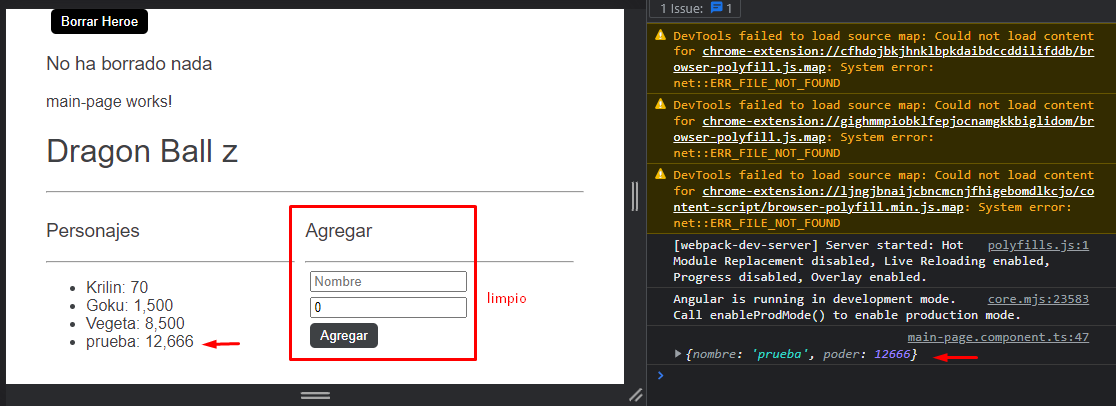 Borrar Heroe
No ha borrado nada
main-page works!
Dragon Ball z
Personajes
Krilin: 70
Goku: 1,500
Vegeta: 8,500
prueba: 12,666
Agregar
Nombre
0
Agregar
limpio
1 Issue: 1
DevTools failed to load source map: Could not load content
for chrome-extension://cfhdojbkjhnklbpkdaibdccddilifddb/br
owser-polyfill.js.map: System error:
net::ERR_FILE_NOT_FOUND
DevTools failed to load source map: Could not load content
for chrome-extension://gighmmpiobklfepjocnamgkkbiglidom/br
owser-polyfill.js.map: System error:
net::ERR_FILE_NOT_FOUND
DevTools failed to load source map: Could not load content
for chrome-extension://ljngjbnaijcbncmcnjfhigebomdlkcjo/co
ntent-script/browser-polyfill.min.js.map: System error:
net::ERR_FILE_NOT_FOUND
[webpack-dev-server] Server started: Hot polyfills.js:1
Module Replacement disabled, Live Reloading enabled,
Progress disabled, Overlay enabled.
Angular is running in development mode. core.mjs:23583
Call enableProdMode() to enable production mode.
main-page.component.ts:47
{nombre: 'prueba', poder: 12666}